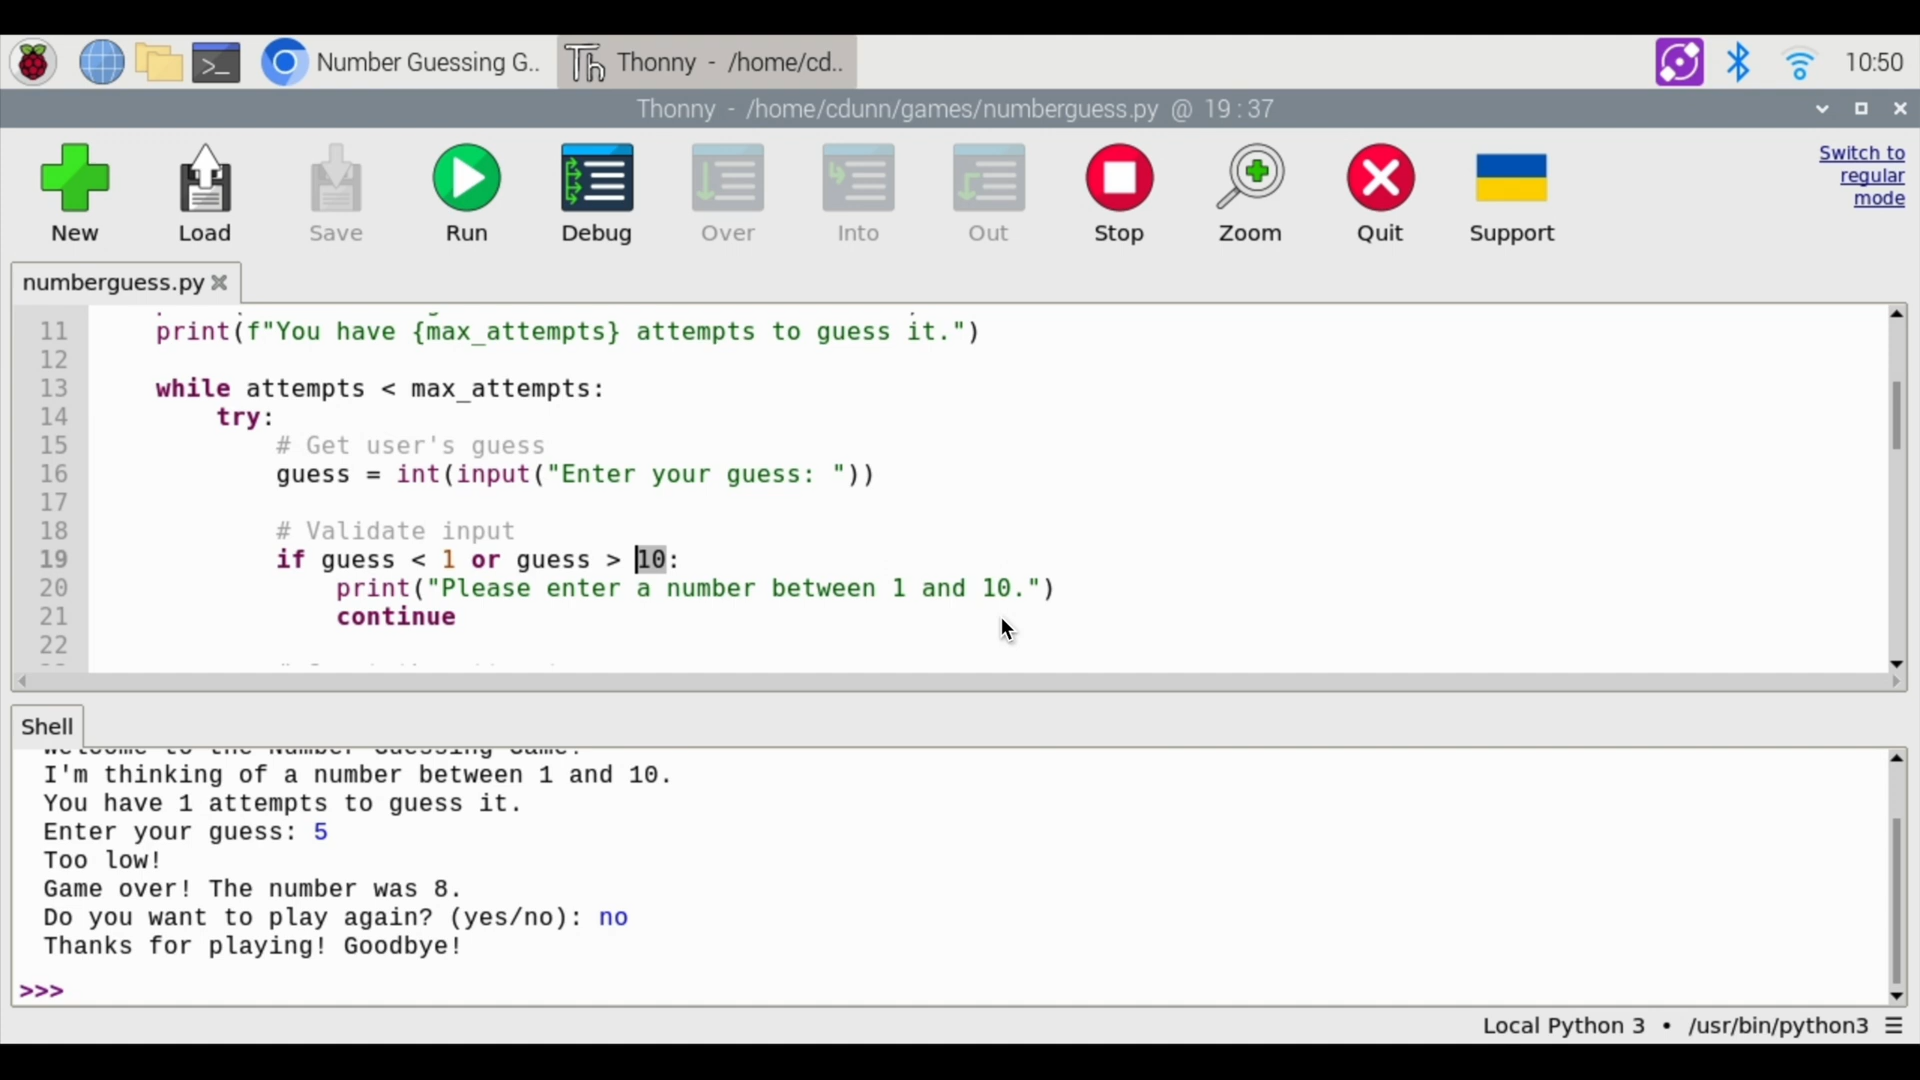 Number Guessing G..
Thonny - /home/cd..
10:50
Thonny - /home/cdunn/games/numberguess.py @ 19:37
New
Load
Save
Run
Debug
Over
Into
Out
Stop
Zoom
Quit
Support
Switch to
regular
mode
numberguess.py
11 print(f"You have {max_attempts} attempts to guess it.")
12
13 while attempts < max_attempts:
14 try:
15 # Get user's guess
16 guess = int(input("Enter your guess: "))
17
18 # Validate input
19 if guess < 1 or guess > 10:
20 print("Please enter a number between 1 and 10.")
21 continue
22
Shell
Welcome to the Number Guessing Game!
I'm thinking of a number between 1 and 10.
You have 1 attempts to guess it.
Enter your guess: 5
Too low!
Game over! The number was 8.
Do you want to play again? (yes/no): no
Thanks for playing! Goodbye!
>>>
Local Python 3 • /usr/bin/python3 ☰